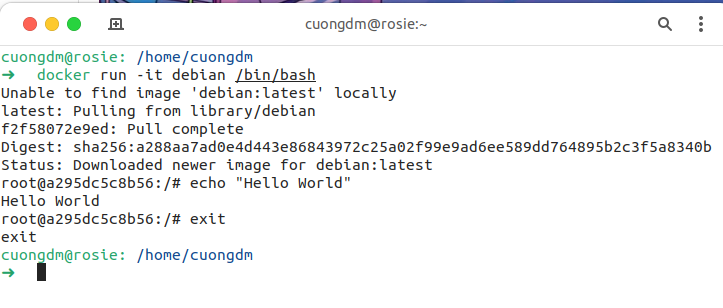 cuongdm@rosie:~
cuongdm@rosie: /home/cuongdm
➜  docker run -it debian /bin/bash
Unable to find image 'debian:latest' locally
latest: Pulling from library/debian
f2f58072e9ed: Pull complete
Digest: sha256:a288aa7ad0e4d443e86843972c25a02f99e9ad6ee589dd764895b2c3f5a8340b
Status: Downloaded newer image for debian:latest
root@a295dc5c8b56:/# echo "Hello World"
Hello World
root@a295dc5c8b56:/# exit
exit
cuongdm@rosie: /home/cuongdm
➜